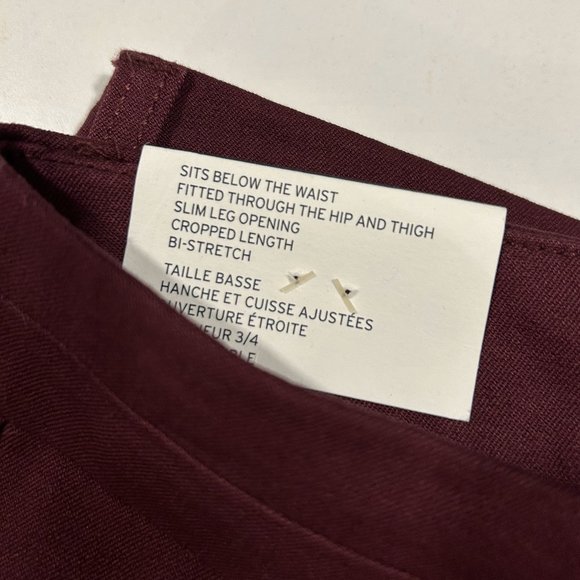 SITS BELOW THE WAIST
FITTED THROUGH THE HIP AND THIGH
SLIM LEG OPENING
CROPPED LENGTH
BI-STRETCH
TAILLE BASSE
HANCHE ET CUISSE AJUSTÉES
ÉTROITE
3/4